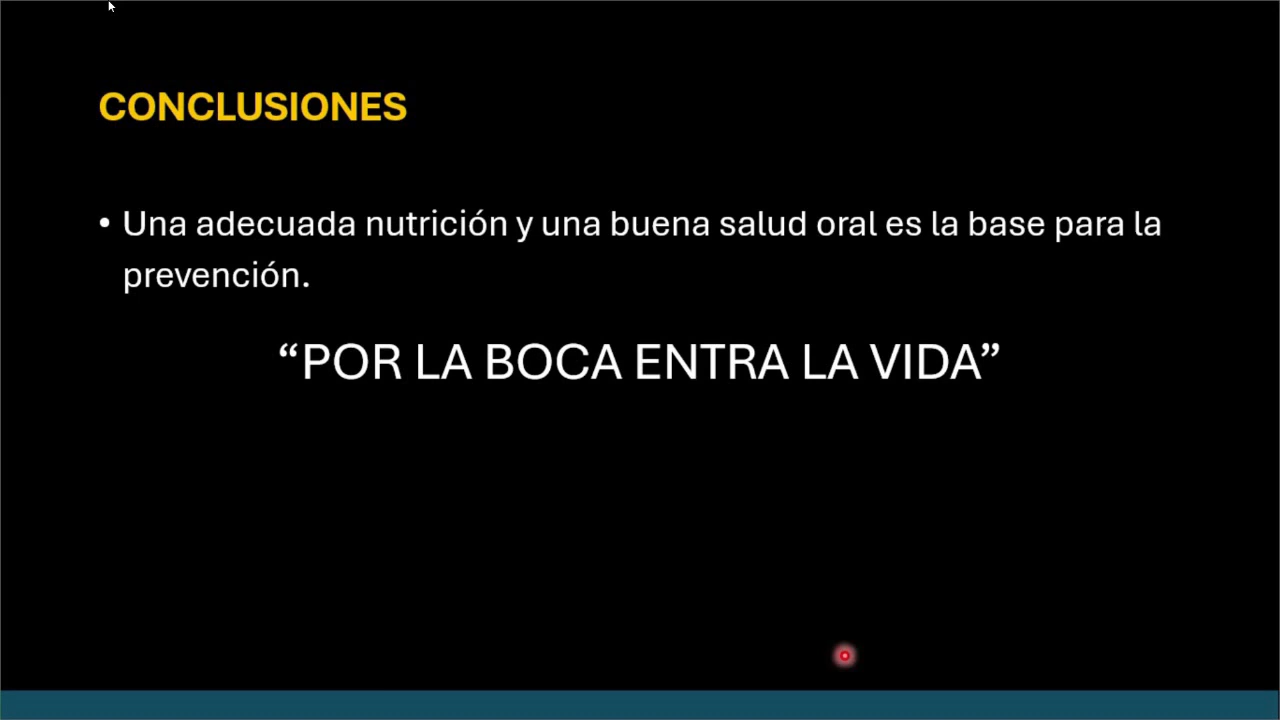 CONCLUSIONES
• Una adecuada nutrición y una buena salud oral es la base para la
prevención.
“POR LA BOCA ENTRA LA VIDA”